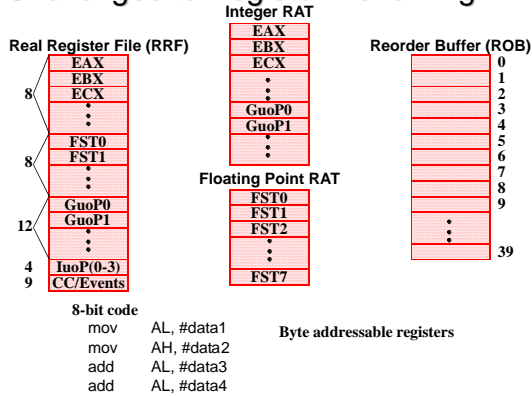 Integer RAT
EAX
EBX
ECX
GuoP0
GuoP1
Real Register File (RRF)
EAX
EBX
ECX
8
FST0
FST1
8
GuoP0
GuoP1
12
4
IuoP(0-3)
9
CC/Events
Floating Point RAT
FST0
FST1
FST2
FST7
Reorder Buffer (ROB)
0
1
2
3
4
5
6
7
8
9
39
8-bit code
mov AL, #data1
mov AH, #data2
add AL, #data3
add AL, #data4
Byte addressable registers